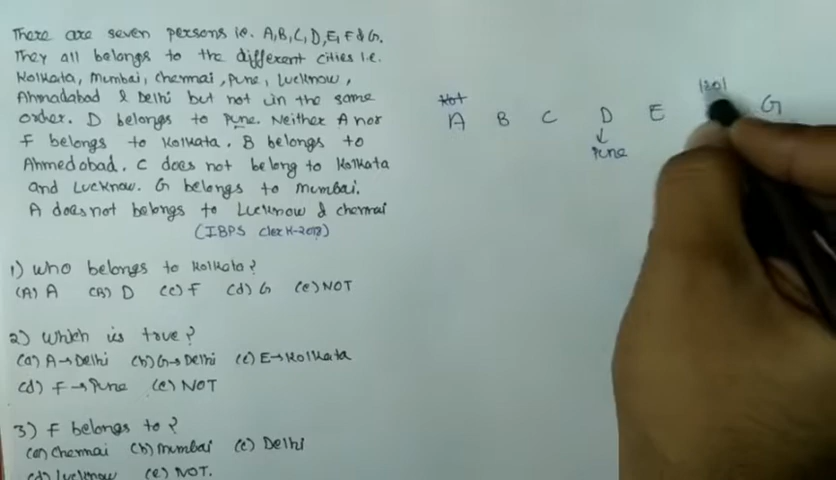 There are seven persons i.e. A,B,C,D,E,F & G.
They all belongs to the different cities i.e.
Kolkata, Mumbai, Chennai, Pune, Lucknow,
Ahmadabad & Delhi but not in the same
order. D belongs to Pune. Neither A nor
F belongs to Kolkata. B belongs to
Ahmedabad. C does not belong to Kolkata
and Lucknow. G belongs to mumbai.
A does not belongs to Lucknow & chennai
(IBPS Clerk-2017)
1) Who belongs to Kolkata?
(A) A (B) D (C) F (d) G (e) NOT
2) Which is true?
(a) A→Delhi (b) G→Delhi (c) E→Kolkata
(d) F→Pune (e) NOT
3) F belongs to?
(a) Chennai (b) Mumbai (c) Delhi
(d) Lucknow (e) NOT.
A B C D E G
↓
Pune